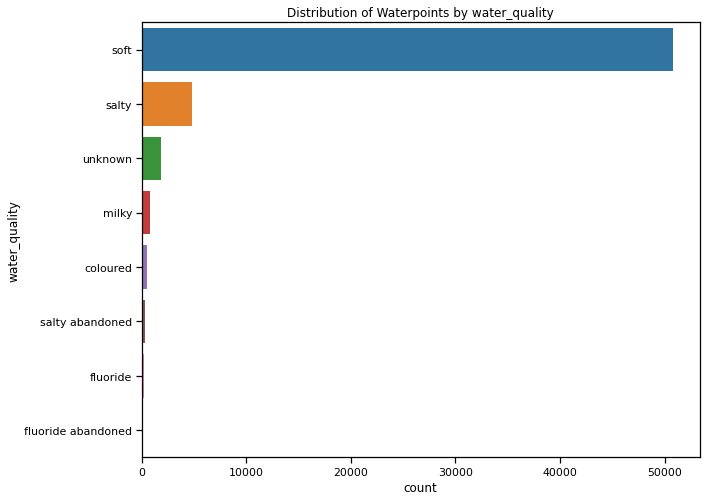 Distribution of Waterpoints by water_quality
soft
salty
unknown
milky
coloured
salty abandoned
fluoride
fluoride abandoned
water_quality
0 10000 20000 30000 40000 50000
count